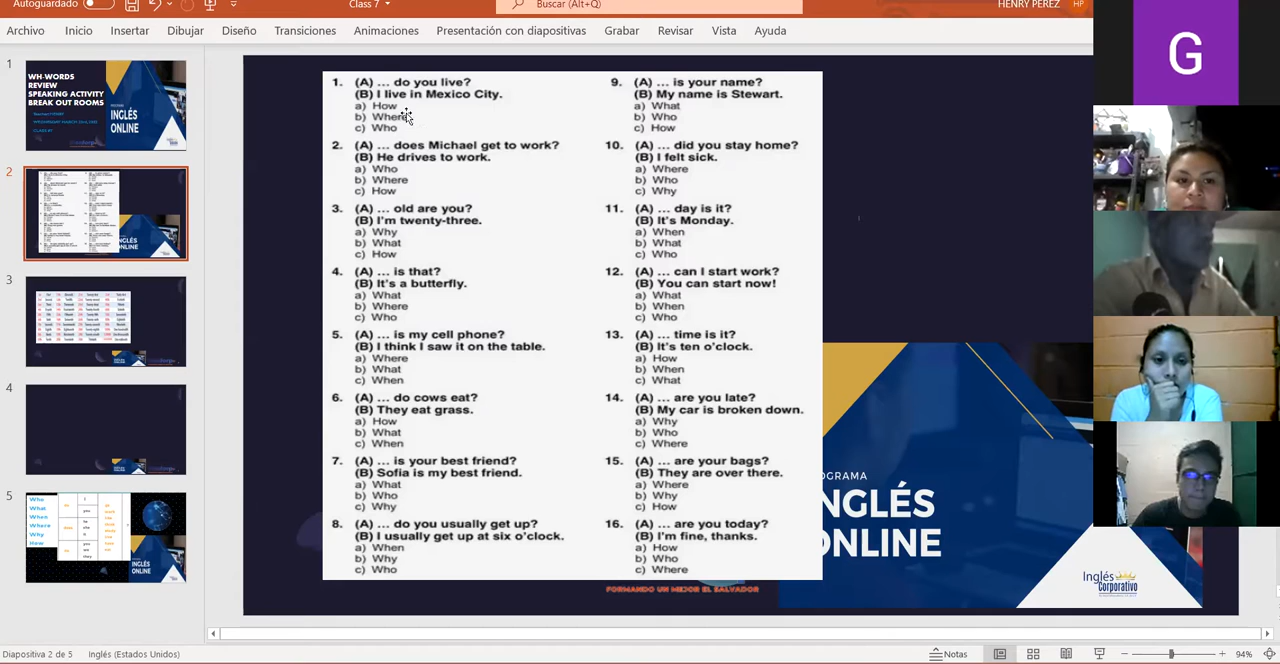 Autoguardado
Class 7
Buscar (Alt+Q)
HENRY PEREZ
HP
Archivo
Inicio
Insertar
Dibujar
Diseño
Transiciones
Animaciones
Presentación con diapositivas
Grabar
Revisar
Vista
Ayuda
1
WH-WORDS
REVIEW
SPEAKING ACTIVITY
BREAK OUT ROOMS
INGLÉS
ONLINE
2
3
4
5
Who
What
When
Where
Why
How
INGLÉS
ONLINE
1. (A) ... do you live?
(B) I live in Mexico City.
a) How
b) Where
c) Who
2. (A) ... does Michael get to work?
(B) He drives to work.
a) Who
b) Where
c) How
3. (A) ... old are you?
(B) I'm twenty-three.
a) Why
b) What
c) How
4. (A) ... is that?
(B) It's a butterfly.
a) What
b) Where
c) Who
5. (A) ... is my cell phone?
(B) I think I saw it on the table.
a) Where
b) What
c) When
6. (A) ... do cows eat?
(B) They eat grass.
a) How
b) What
c) When
7. (A) ... is your best friend?
(B) Sofia is my best friend.
a) What
b) Who
c) Why
8. (A) ... do you usually get up?
(B) I usually get up at six o'clock.
a) When
b) Why
c) Who
9. (A) ... is your name?
(B) My name is Stewart.
a) What
b) Who
c) How
10. (A) ... did you stay home?
(B) I felt sick.
a) Where
b) Who
c) Why
11. (A) ... day is it?
(B) It's Monday.
a) When
b) What
c) Who
12. (A) ... can I start work?
(B) You can start now!
a) What
b) When
c) Who
13. (A) ... time is it?
(B) It's ten o'clock.
a) How
b) When
c) What
14. (A) ... are you late?
(B) My car is broken down.
a) Why
b) Who
c) Where
15. (A) ... are your bags?
(B) They are over there.
a) Where
b) Why
c) How
16. (A) ... are you today?
(B) I'm fine, thanks.
a) How
b) Who
c) Where
OGRAMA
INGLÉS
ONLINE
FORMANDO UN MEJOR EL SALVADOR
Inglés
Corporativo
G
Diapositiva 2 de 5
Inglés (Estados Unidos)
Notas
94%